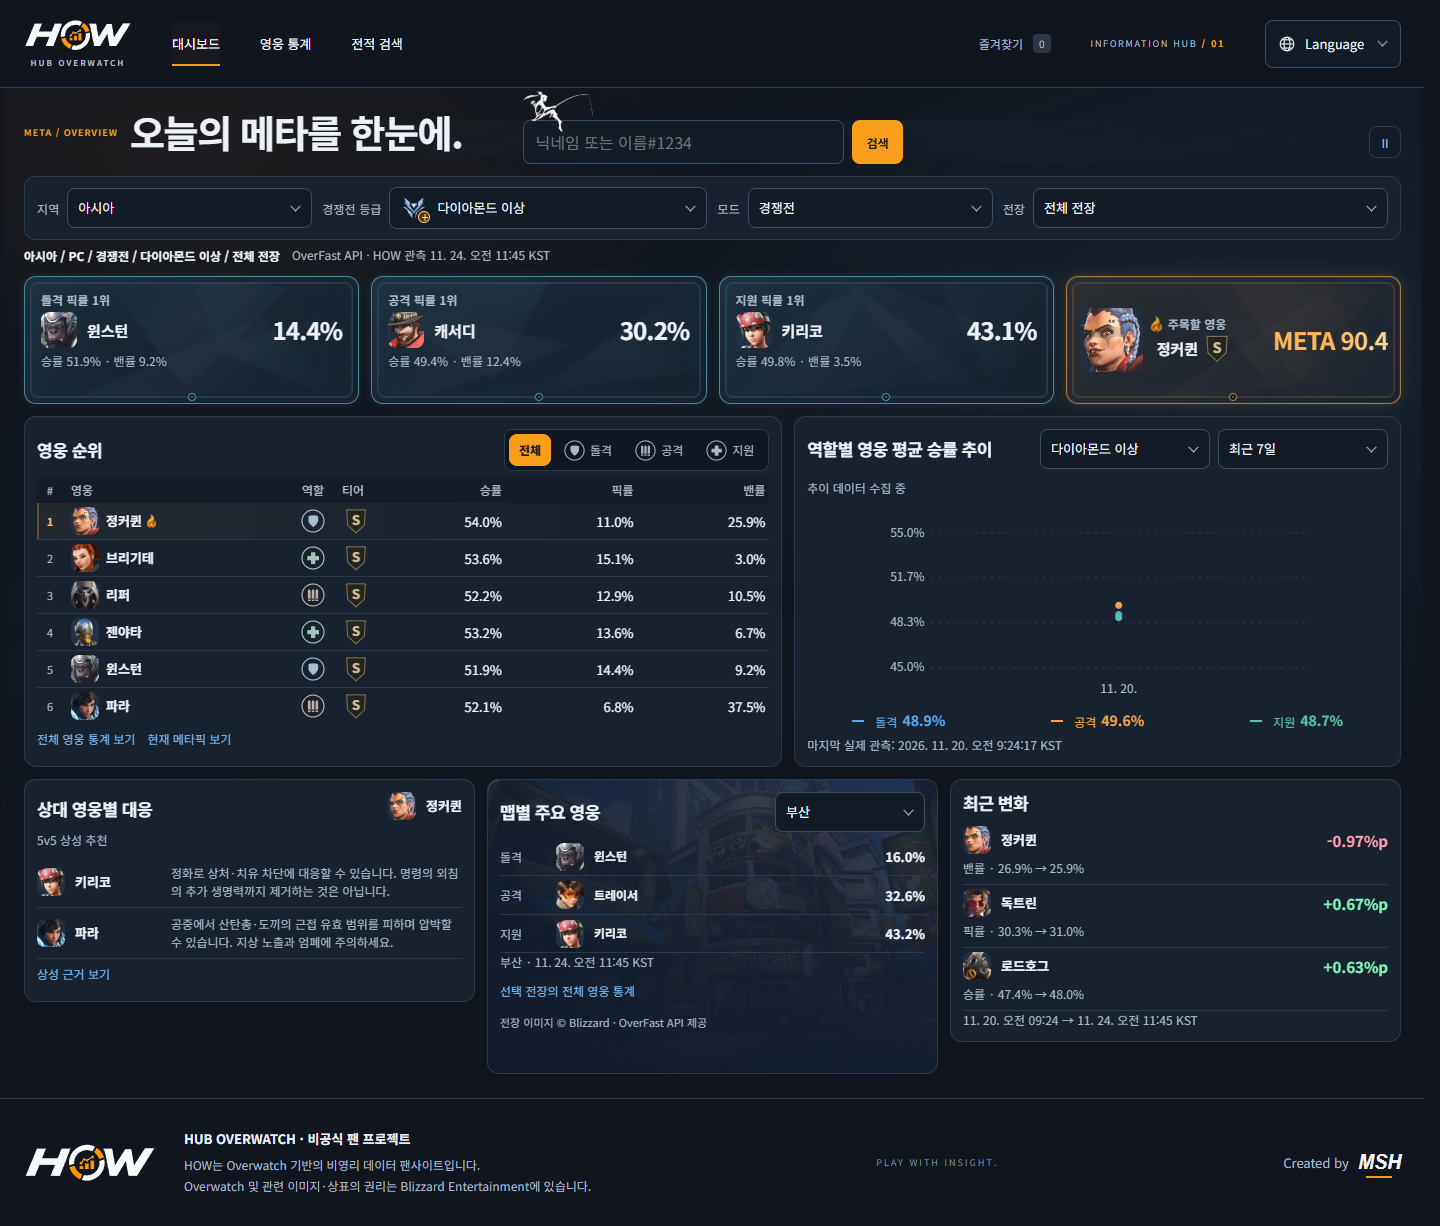 HOW
HUB OVERWATCH
대시보드
영웅 통계
전적 검색
즐겨찾기 0
INFORMATION HUB / 01
Language
META / OVERVIEW
오늘의 메타를 한눈에.
닉네임 또는 이름#1234
검색
지역
아시아
경쟁전 등급
다이아몬드 이상
모드
경쟁전
전장
전체 전장
아시아 / PC / 경쟁전 / 다이아몬드 이상 / 전체 전장 OverFast API · HOW 관측 11. 24. 오전 11:45 KST
돌격 픽률 1위
윈스턴 14.4%
승률 51.9% · 밴률 9.2%
공격 픽률 1위
캐서디 30.2%
승률 49.4% · 밴률 12.4%
지원 픽률 1위
키리코 43.1%
승률 49.8% · 밴률 3.5%
주목할 영웅
정커퀸 S
META 90.4
영웅 순위
전체 돌격 공격 지원
# 영웅 역할 티어 승률 픽률 밴률
1 정커퀸 S 54.0% 11.0% 25.9%
2 브리기테 S 53.6% 15.1% 3.0%
3 리퍼 S 52.2% 12.9% 10.5%
4 젠야타 S 53.2% 13.6% 6.7%
5 윈스턴 S 51.9% 14.4% 9.2%
6 파라 S 52.1% 6.8% 37.5%
전체 영웅 통계 보기 현재 메타픽 보기
역할별 영웅 평균 승률 추이
다이아몬드 이상
최근 7일
추이 데이터 수집 중
55.0%
51.7%
48.3%
45.0%
11. 20.
돌격 48.9% 공격 49.6% 지원 48.7%
마지막 실제 관측: 2026. 11. 20. 오전 9:24:17 KST
상대 영웅별 대응
정커퀸
5v5 상성 추천
키리코
정화로 상처·치유 차단에 대응할 수 있습니다. 명령의 외침
의 추가 생명력까지 제거하는 것은 아닙니다.
파라
공중에서 산탄총·도끼의 근접 유효 범위를 피하며 압박할
수 있습니다. 지상 노출과 엄폐에 주의하세요.
상성 근거 보기
맵별 주요 영웅
부산
돌격 윈스턴 16.0%
공격 트레이서 32.6%
지원 키리코 43.2%
부산 · 11. 24. 오전 11:45 KST
선택 전장의 전체 영웅 통계
전장 이미지 © Blizzard · OverFast API 제공
최근 변화
정커퀸 -0.97%p
밴률 · 26.9% → 25.9%
독트린 +0.67%p
픽률 · 30.3% → 31.0%
로드호그 +0.63%p
승률 · 47.4% → 48.0%
11. 20. 오전 09:24 → 11. 24. 오전 11:45 KST
HOW
HUB OVERWATCH · 비공식 팬 프로젝트
HOW는 Overwatch 기반의 비영리 데이터 팬사이트입니다.
Overwatch 및 관련 이미지·상표의 권리는 Blizzard Entertainment에 있습니다.
PLAY WITH INSIGHT.
Created by MSH